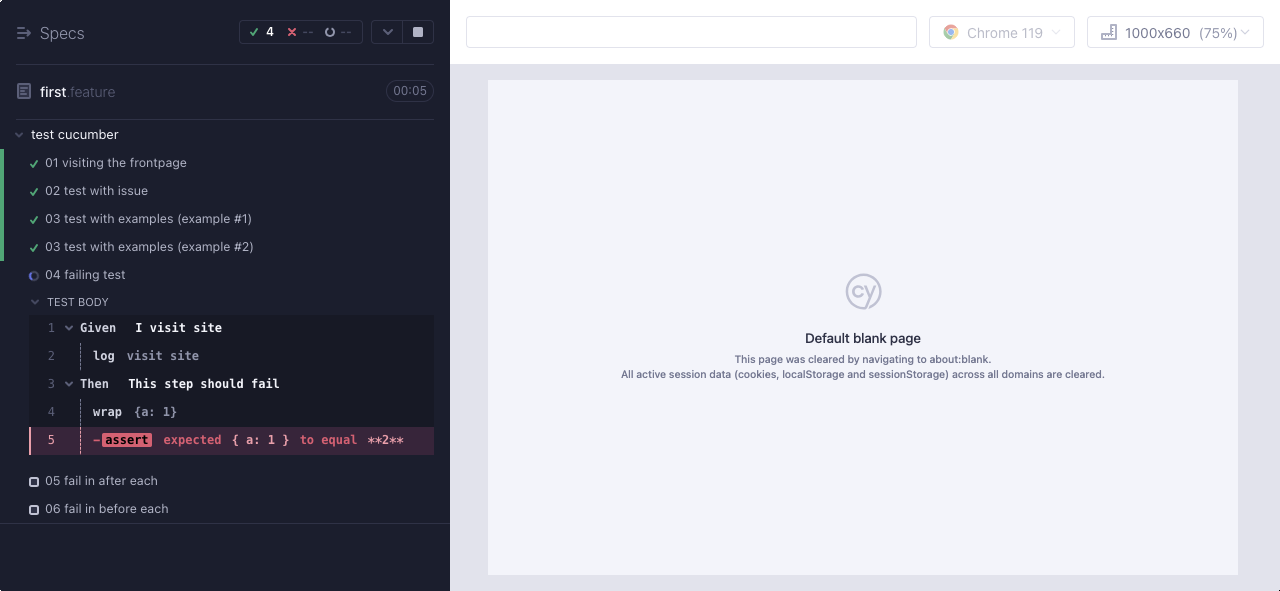 Specs
4 -- --
first.feature 00:05
test cucumber
01 visiting the frontpage
02 test with issue
03 test with examples (example #1)
03 test with examples (example #2)
04 failing test
TEST BODY
1 Given I visit site
2 log visit site
3 Then This step should fail
4 wrap {a: 1}
5 -assert expected { a: 1 } to equal **2**
05 fail in after each
06 fail in before each
Chrome 119
1000x660 (75%)
cy
Default blank page
This page was cleared by navigating to about:blank.
All active session data (cookies, localStorage and sessionStorage) across all domains are cleared.